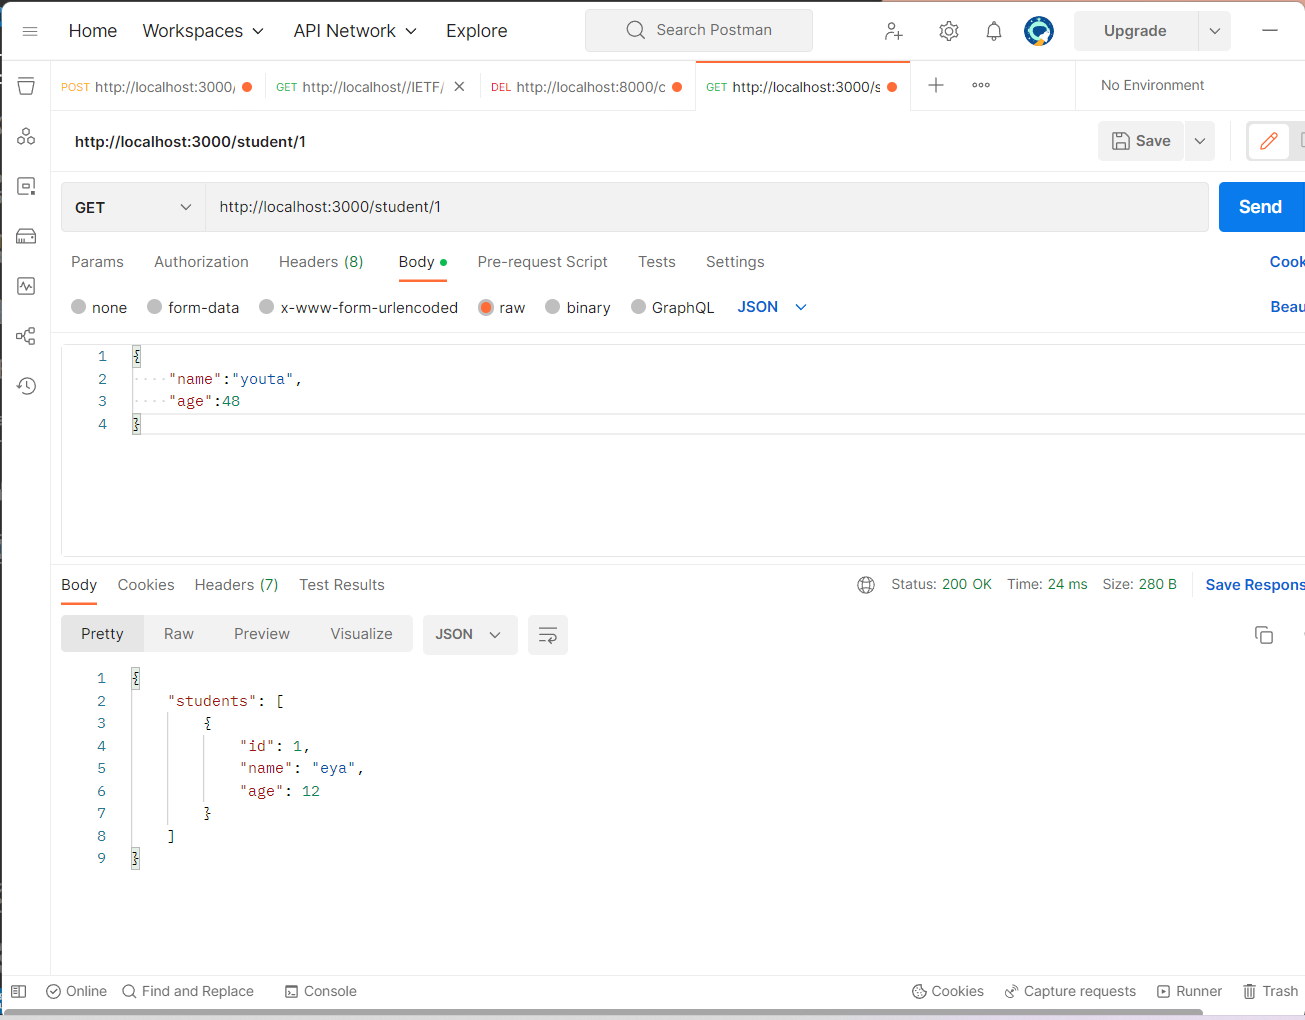 Home Workspaces API Network Explore Search Postman Upgrade
POST http://localhost:3000/ GET http://localhost//IETF/ DEL http://localhost:8000/c GET http://localhost:3000/s No Environment
http://localhost:3000/student/1 Save
GET http://localhost:3000/student/1 Send
Params Authorization Headers (8) Body Pre-request Script Tests Settings Cook
none form-data x-www-form-urlencoded raw binary GraphQL JSON Beau
1 {
2 "name":"youta",
3 "age":48
4 }
Body Cookies Headers (7) Test Results Status: 200 OK Time: 24 ms Size: 280 B Save Respons
Pretty Raw Preview Visualize JSON
1 {
2 "students": [
3 {
4 "id": 1,
5 "name": "eya",
6 "age": 12
7 }
8 ]
9 }
Online Find and Replace Console Cookies Capture requests Runner Trash